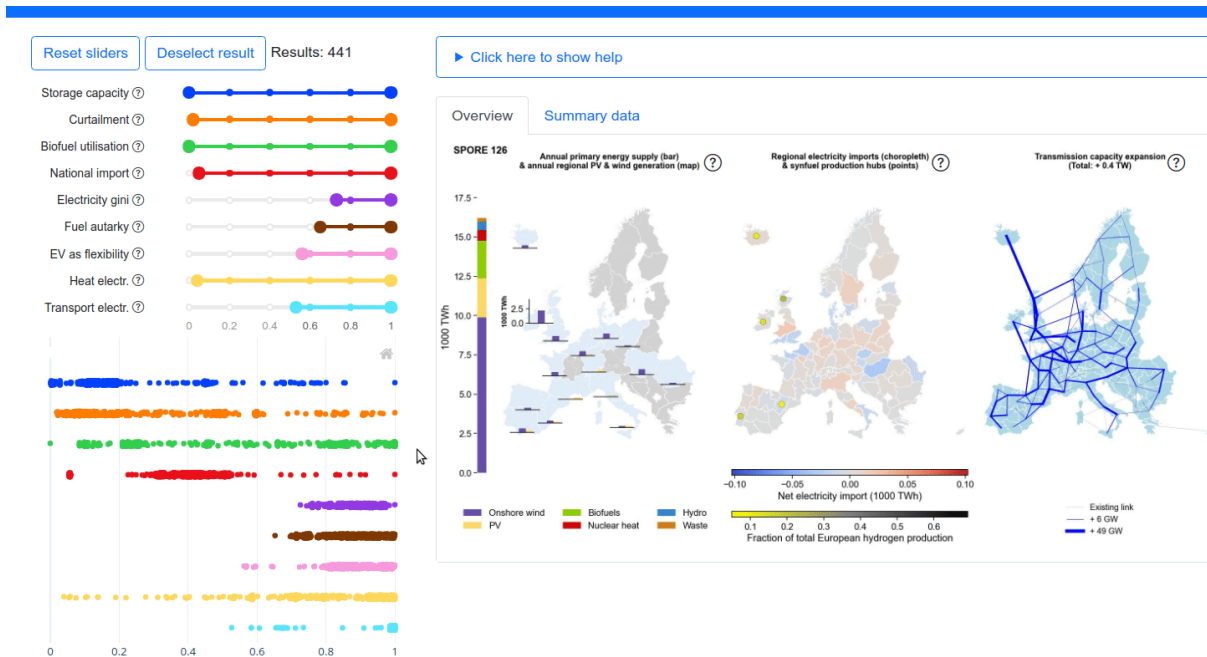 Reset sliders
Deselect result
Results: 441
Storage capacity ?
Curtailment ?
Biofuel utilisation ?
National import ?
Electricity gini ?
Fuel autarky ?
EV as flexibility ?
Heat electr. ?
Transport electr. ?
0 0.2 0.4 0.6 0.8 1
0 0.2 0.4 0.6 0.8 1
▶ Click here to show help
Overview
Summary data
SPORE 126
Annual primary energy supply (bar)
& annual regional PV & wind generation (map)
?
1000 TWh
17.5
15.0
12.5
10.0
7.5
5.0
2.5
0.0
1000 TWh
2.5
0.0
Onshore wind
PV
Biofuels
Nuclear heat
Hydro
Waste
Regional electricity imports (choropleth)
& synfuel production hubs (points)
?
−0.10 −0.05 0.00 0.05 0.10
Net electricity import (1000 TWh)
0.1 0.2 0.3 0.4 0.5 0.6
Fraction of total European hydrogen production
Transmission capacity expansion
(Total: + 0.4 TW)
?
Existing link
+ 6 GW
+ 49 GW